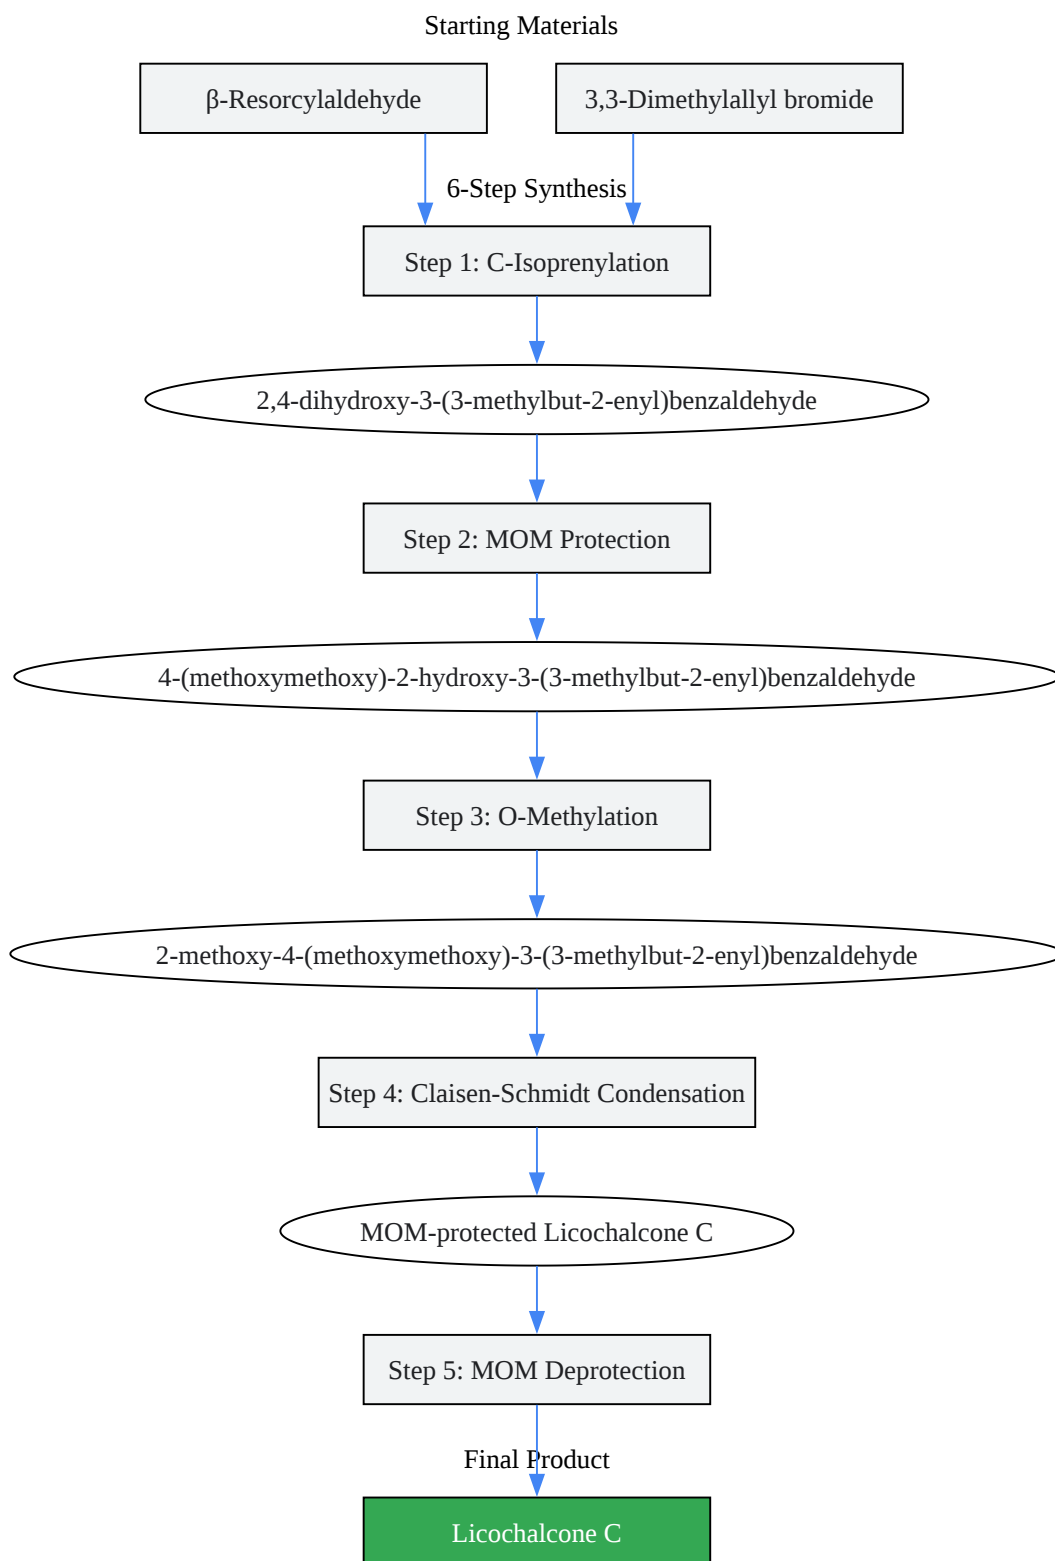 Starting Materials
β-Resorcylaldehyde
3,3-Dimethylallyl bromide
6-Step Synthesis
Step 1: C-Isoprenylation
2,4-dihydroxy-3-(3-methylbut-2-enyl)benzaldehyde
Step 2: MOM Protection
4-(methoxymethoxy)-2-hydroxy-3-(3-methylbut-2-enyl)benzaldehyde
Step 3: O-Methylation
2-methoxy-4-(methoxymethoxy)-3-(3-methylbut-2-enyl)benzaldehyde
Step 4: Claisen-Schmidt Condensation
MOM-protected Licochalcone C
Step 5: MOM Deprotection
Final Product
Licochalcone C